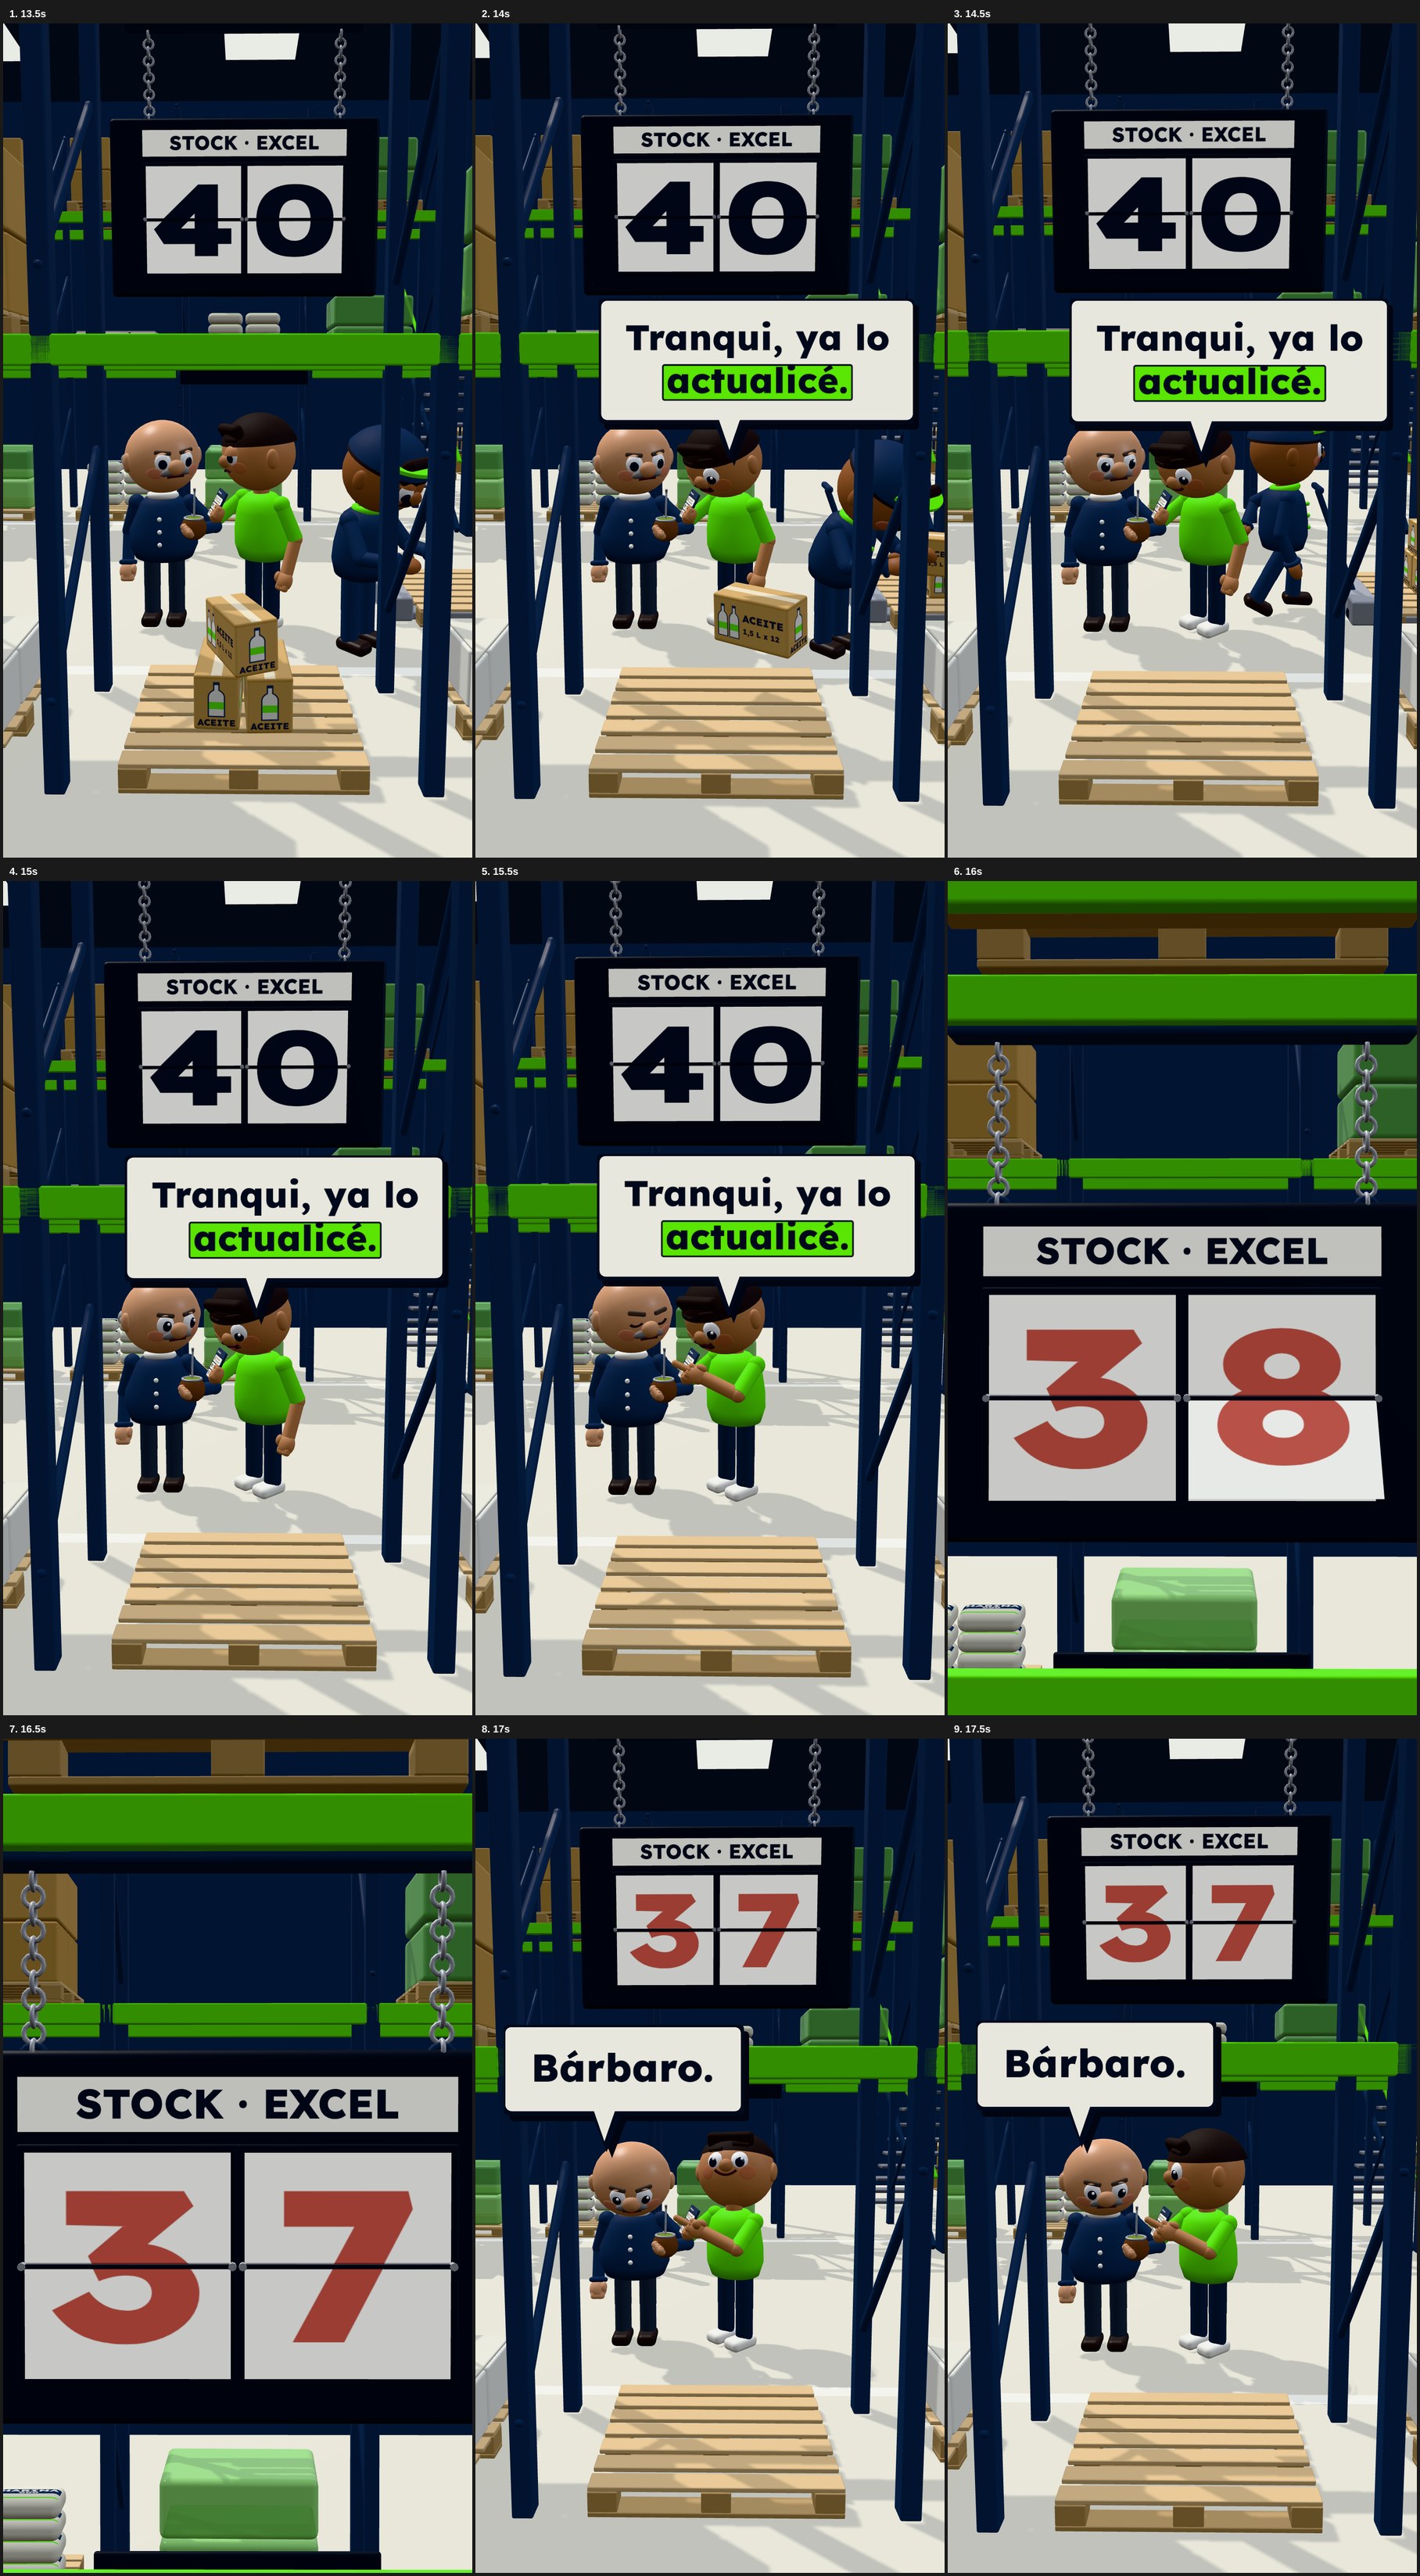 1. 13.5s
STOCK · EXCEL
40
ACEITE
ACEITE
ACEITE
2. 14s
STOCK · EXCEL
40
Tranqui, ya lo
actualicé.
ACEITE
1,5 L x 12
3. 14.5s
STOCK · EXCEL
40
Tranqui, ya lo
actualicé.
4. 15s
STOCK · EXCEL
40
Tranqui, ya lo
actualicé.
5. 15.5s
STOCK · EXCEL
40
Tranqui, ya lo
actualicé.
6. 16s
STOCK · EXCEL
38
7. 16.5s
STOCK · EXCEL
37
8. 17s
STOCK · EXCEL
37
Bárbaro.
9. 17.5s
STOCK · EXCEL
37
Bárbaro.